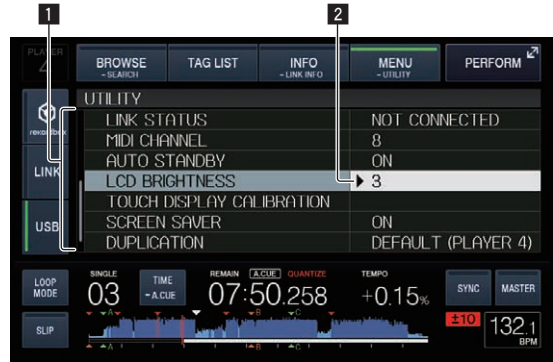 1 2
PLAYER 4
BROWSE
- SEARCH
TAG LIST
INFO
- LINK INFO
MENU
- UTILITY
PERFORM
rekordbox
LINK
USB
UTILITY
LINK STATUS NOT CONNECTED
MIDI CHANNEL 8
AUTO STANDBY ON
LCD BRIGHTNESS 3
TOUCH DISPLAY CALIBRATION
SCREEN SAVER ON
DUPLICATION DEFAULT (PLAYER 4)
LOOP MODE
SINGLE
03
TIME
- A.CUE
REMAIN A.CUE QUANTIZE
07:50.258
TEMPO
+0.15%
SYNC
MASTER
SLIP
A B C
A B C
±10
132.1
BPM